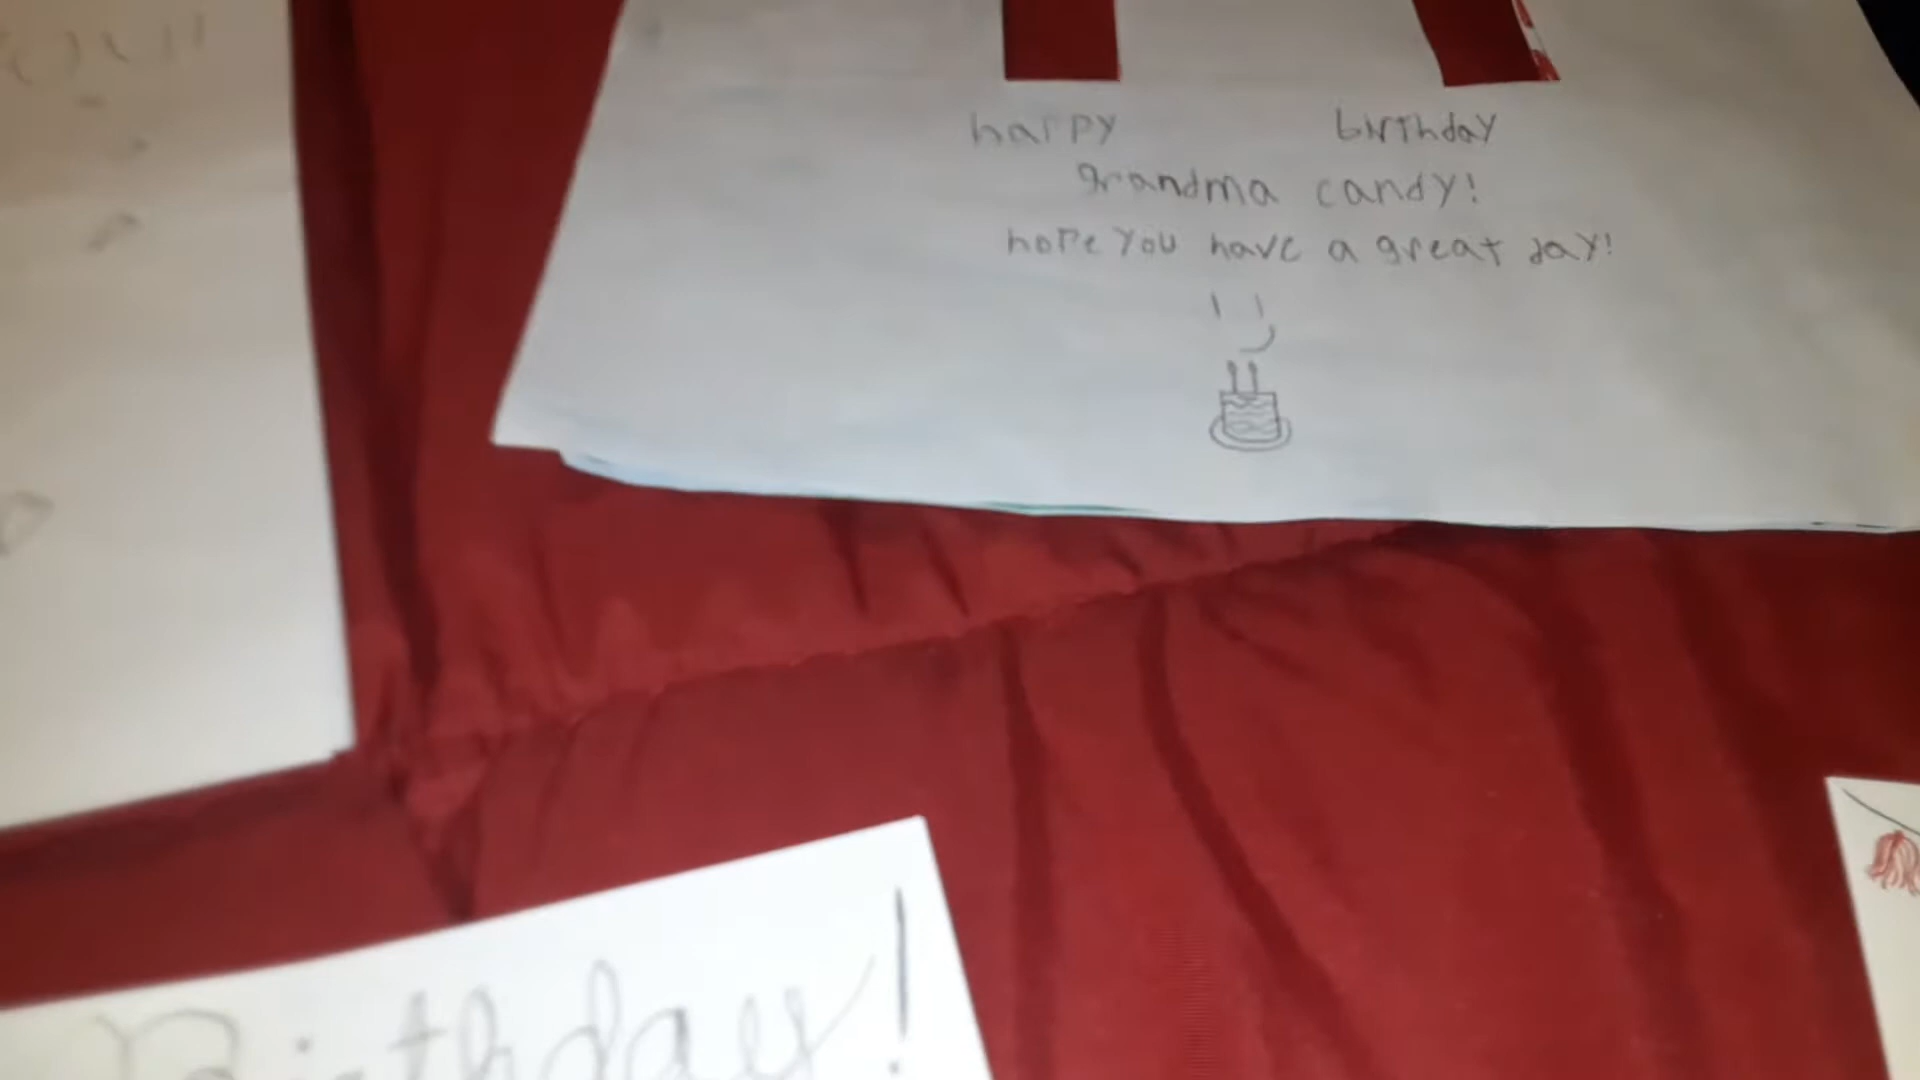 happy birthday
grandma candy!
hope you have a great day!
Birthday!